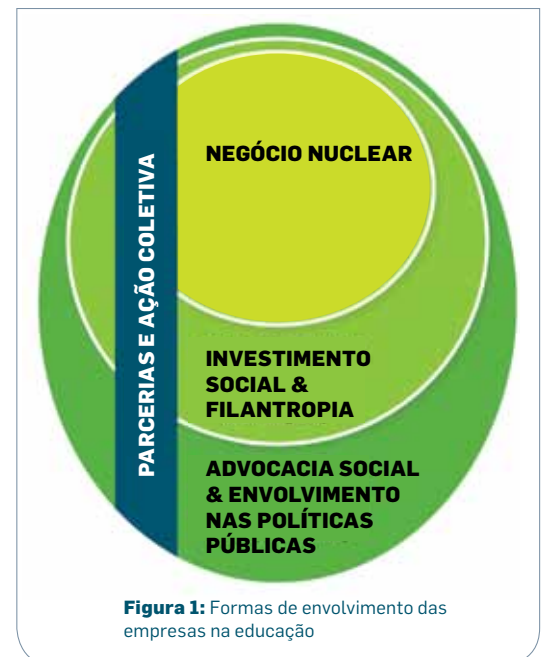 PARCERIAS E AÇÃO COLETIVA
NEGÓCIO NUCLEAR
INVESTIMENTO
SOCIAL &
FILANTROPIA
ADVOCACIA SOCIAL
& ENVOLVIMENTO
NAS POLÍTICAS
PÚBLICAS
Figura 1: Formas de envolvimento das
empresas na educação